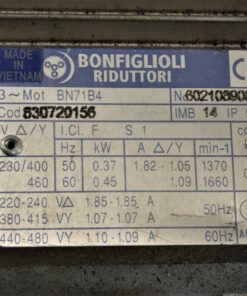 MADE IN
VIETNAM
BONFIGLIOLI
RIDUTTORI
3~ Mot BN71B4
Cod 830720156 IMB 14 IP
V Δ/Y I.Cl. F S 1
Hz kW A Δ/Y min-1
230/400 50 0.37 1.82 - 1.05 1370
460 60 0.45 1660
220-240 VΔ 1.85-1.85 A 50Hz
380-415 VY 1.07-1.07 A
440-480 VY 1.10-1.09 A 60Hz